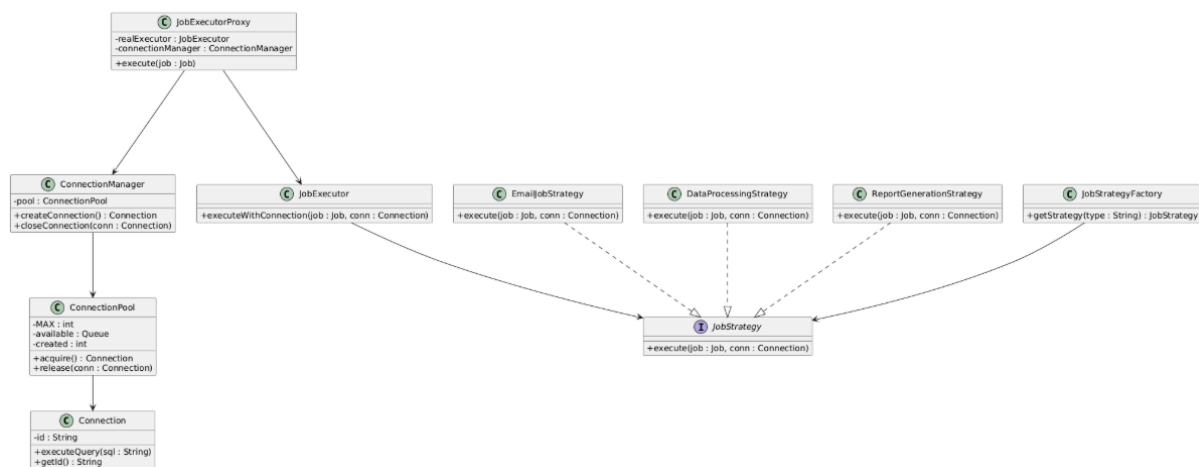 C JobExecutorProxy
-realExecutor : JobExecutor
-connectionManager : ConnectionManager
+execute(job : Job)
C ConnectionManager
-pool : ConnectionPool
+createConnection() : Connection
+closeConnection(conn : Connection)
C JobExecutor
+executeWithConnection(job : Job, conn : Connection)
C EmailJobStrategy
+execute(job : Job, conn : Connection)
C DataProcessingStrategy
+execute(job : Job, conn : Connection)
C ReportGenerationStrategy
+execute(job : Job, conn : Connection)
C JobStrategyFactory
+getStrategy(type : String) : JobStrategy
C ConnectionPool
-MAX : int
-available : Queue
-created : int
+acquire() : Connection
+release(conn : Connection)
I JobStrategy
+execute(job : Job, conn : Connection)
C Connection
-id : String
+executeQuery(sql : String)
+getId() : String